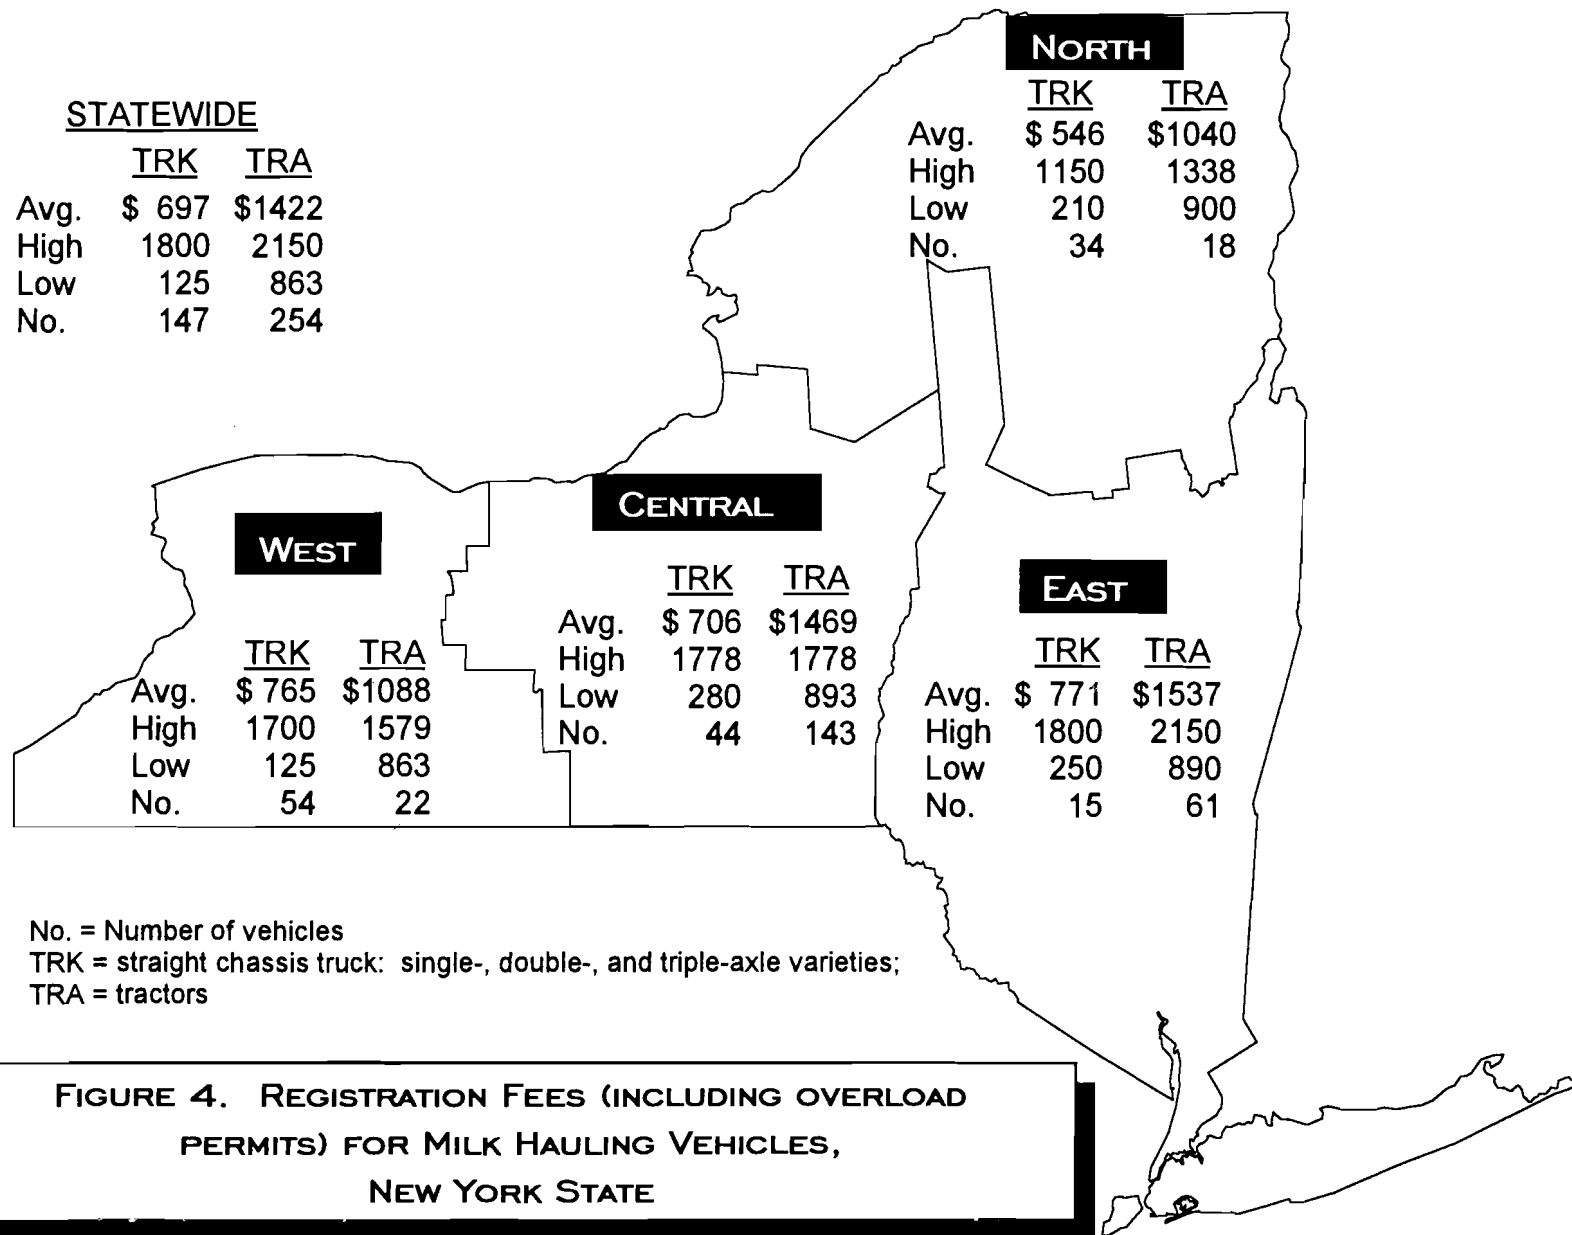 NORTH
TRK TRA
Avg. $ 546 $1040
High 1150 1338
Low 210 900
No. 34 18
STATEWIDE
TRK TRA
Avg. $ 697 $1422
High 1800 2150
Low 125 863
No. 147 254
WEST
TRK TRA
Avg. $ 765 $1088
High 1700 1579
Low 125 863
No. 54 22
CENTRAL
TRK TRA
Avg. $ 706 $1469
High 1778 1778
Low 280 893
No. 44 143
EAST
TRK TRA
Avg. $ 771 $1537
High 1800 2150
Low 250 890
No. 15 61
No. = Number of vehicles
TRK = straight chassis truck: single-, double-, and triple-axle varieties;
TRA = tractors
FIGURE 4. REGISTRATION FEES (INCLUDING OVERLOAD
PERMITS) FOR MILK HAULING VEHICLES,
NEW YORK STATE